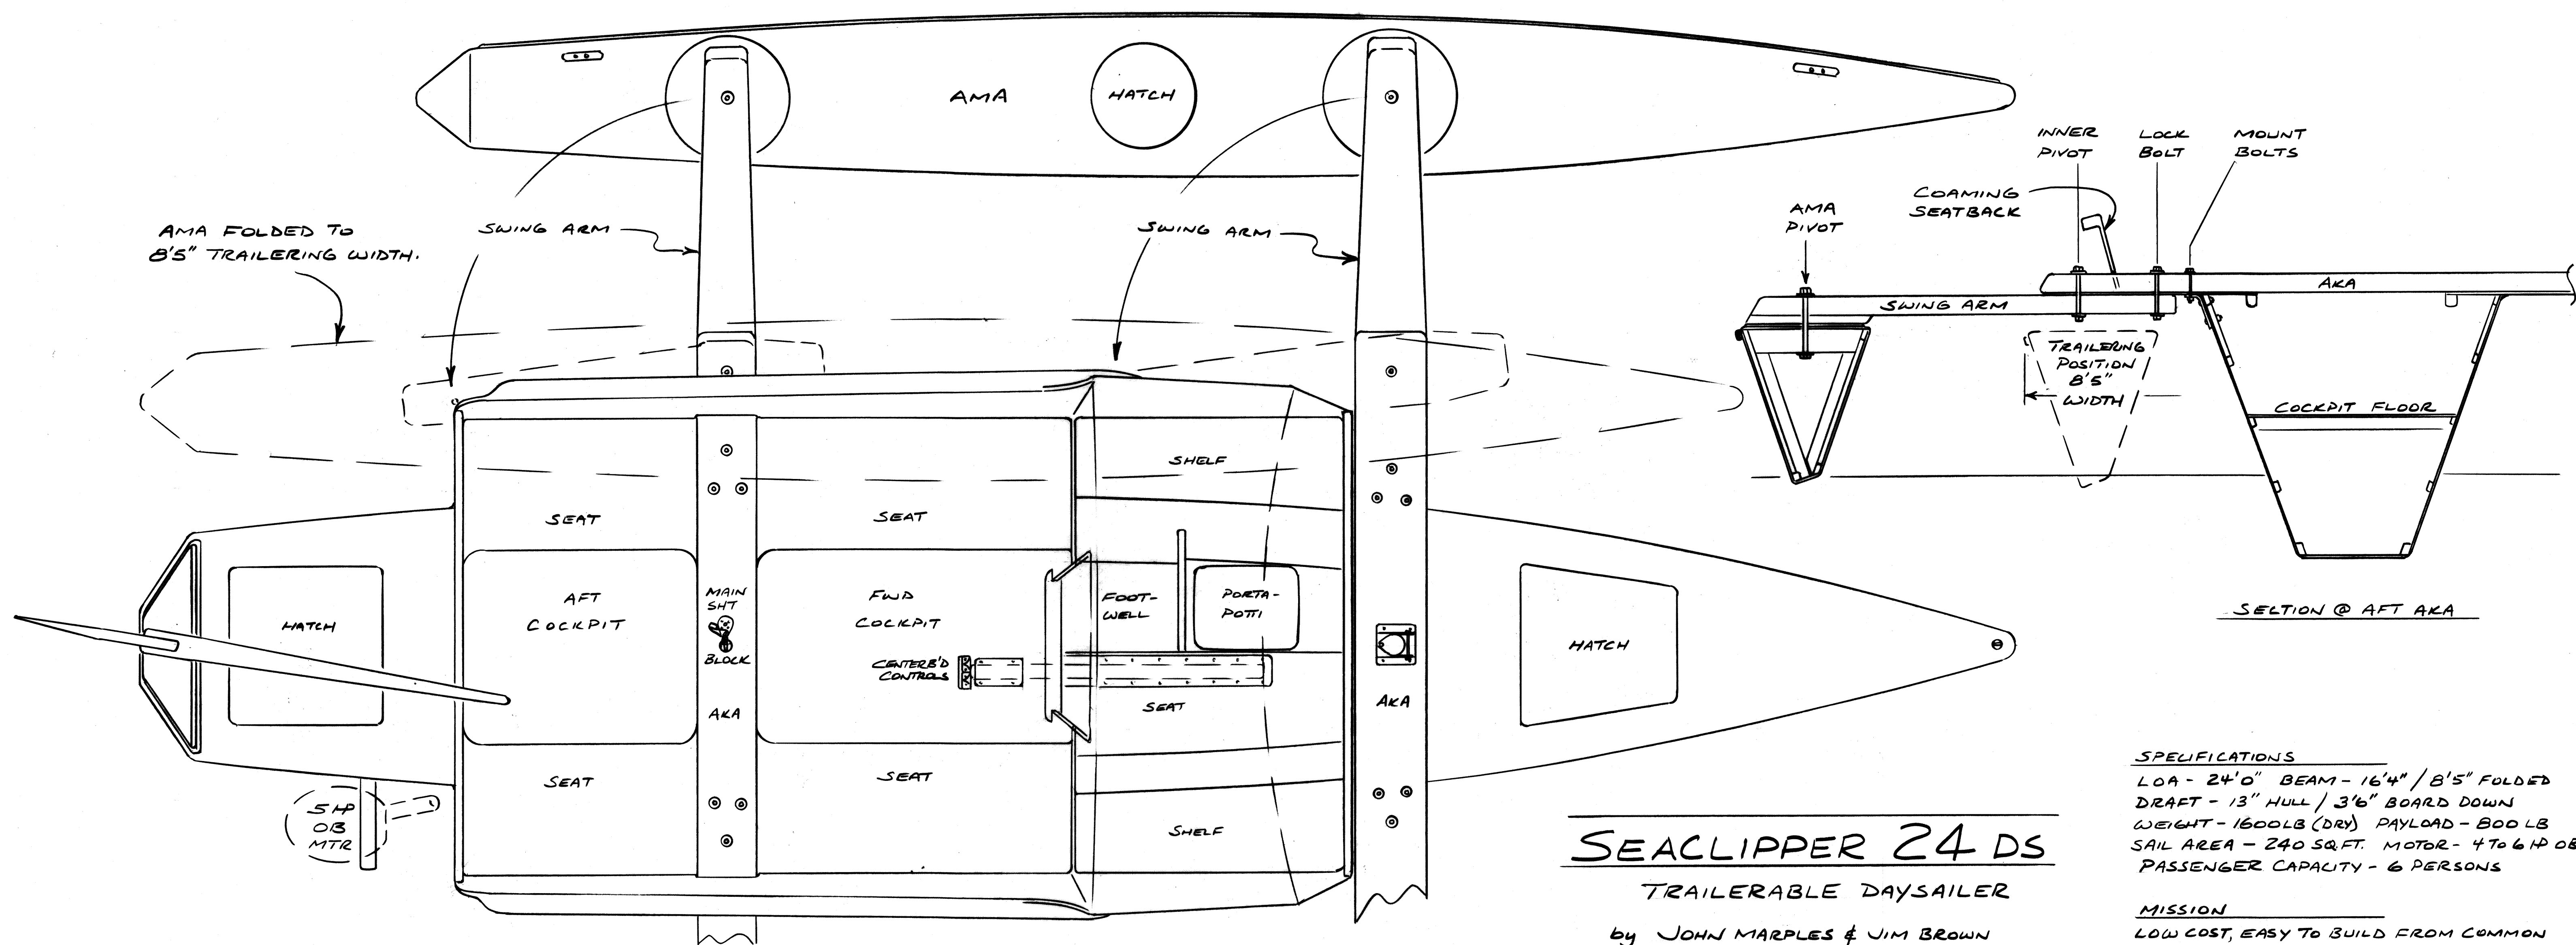 AMA
HATCH
AMA FOLDED TO
8'5" TRAILERING WIDTH.
SWING ARM
SWING ARM
INNER
PIVOT
LOCK
BOLT
MOUNT
BOLTS
COAMING
SEATBACK
AMA
PIVOT
AKA
SWING ARM
TRAILERING
POSITION
8'5"
WIDTH
COCKPIT FLOOR
SECTION @ AFT AKA
SHELF
SEAT
SEAT
HATCH
AFT
COCKPIT
MAIN
SHT
BLOCK
AKA
FWD
COCKPIT
CENTERB'D
CONTROLS
FOOT-
WELL
PORTA-
POTTI
SEAT
AKA
HATCH
SEAT
SEAT
SHELF
5 HP
OB
MTR
SEACLIPPER 24 DS
TRAILERABLE DAYSAILER
by JOHN MARPLES & JIM BROWN
SPECIFICATIONS
LOA - 24'0" BEAM - 16'4" / 8'5" FOLDED
DRAFT - 13" HULL / 3'6" BOARD DOWN
WEIGHT - 1600 LB (DRY) PAYLOAD - 800 LB
SAIL AREA - 240 SQ.FT. MOTOR - 4 TO 6 HP OB
PASSENGER CAPACITY - 6 PERSONS
MISSION
LOW COST, EASY TO BUILD FROM COMMON